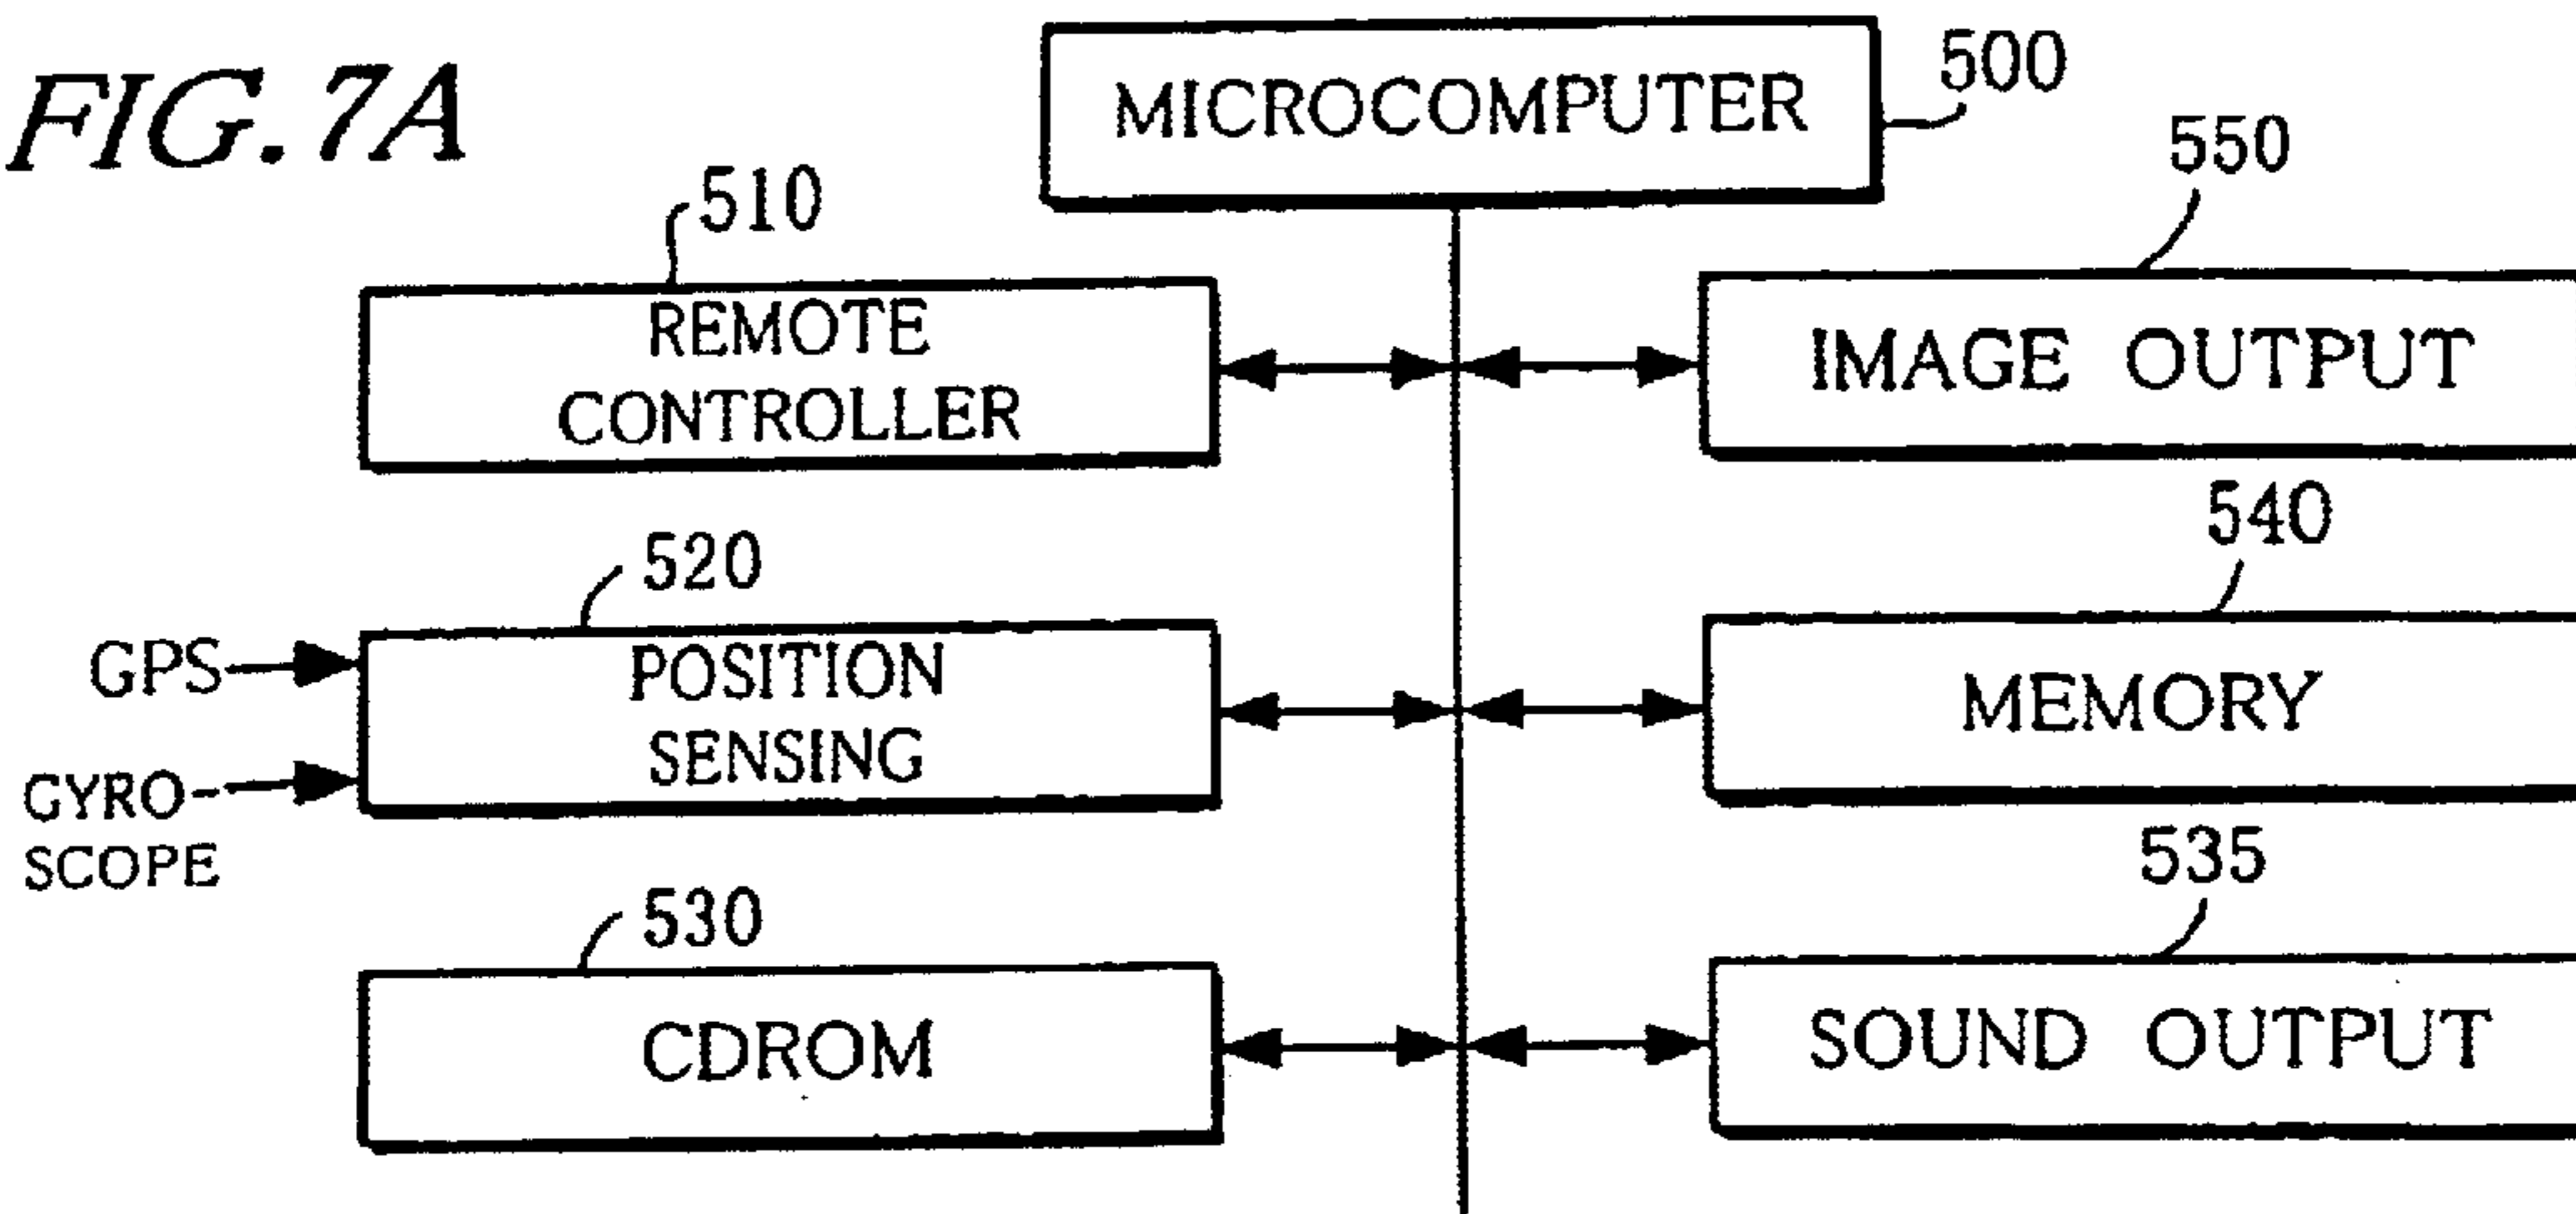 FIG. 7A
MICROCOMPUTER
500
510
REMOTE
CONTROLLER
550
IMAGE OUTPUT
520
GPS
GYRO-
SCOPE
POSITION
SENSING
540
MEMORY
530
CDROM
535
SOUND OUTPUT